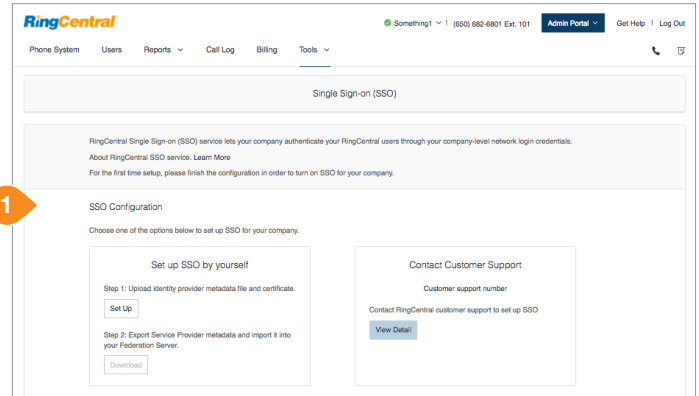 RingCentral
Something1 | (650) 682-6801 Ext. 101 Admin Portal Get Help | Log Out
Phone System Users Reports Call Log Billing Tools
Single Sign-on (SSO)
RingCentral Single Sign-on (SSO) service lets your company authenticate your RingCentral users through your company-level network login credentials.
About RingCentral SSO service. Learn More
For the first time setup, please finish the configuration in order to turn on SSO for your company.
1
SSO Configuration
Choose one of the options below to set up SSO for your company.
Set up SSO by yourself
Step 1: Upload identity provider metadata file and certificate.
Set Up
Step 2: Export Service Provider metadata and import it into
your Federation Server.
Download
Contact Customer Support
Customer support number
Contact RingCentral customer support to set up SSO
View Detail